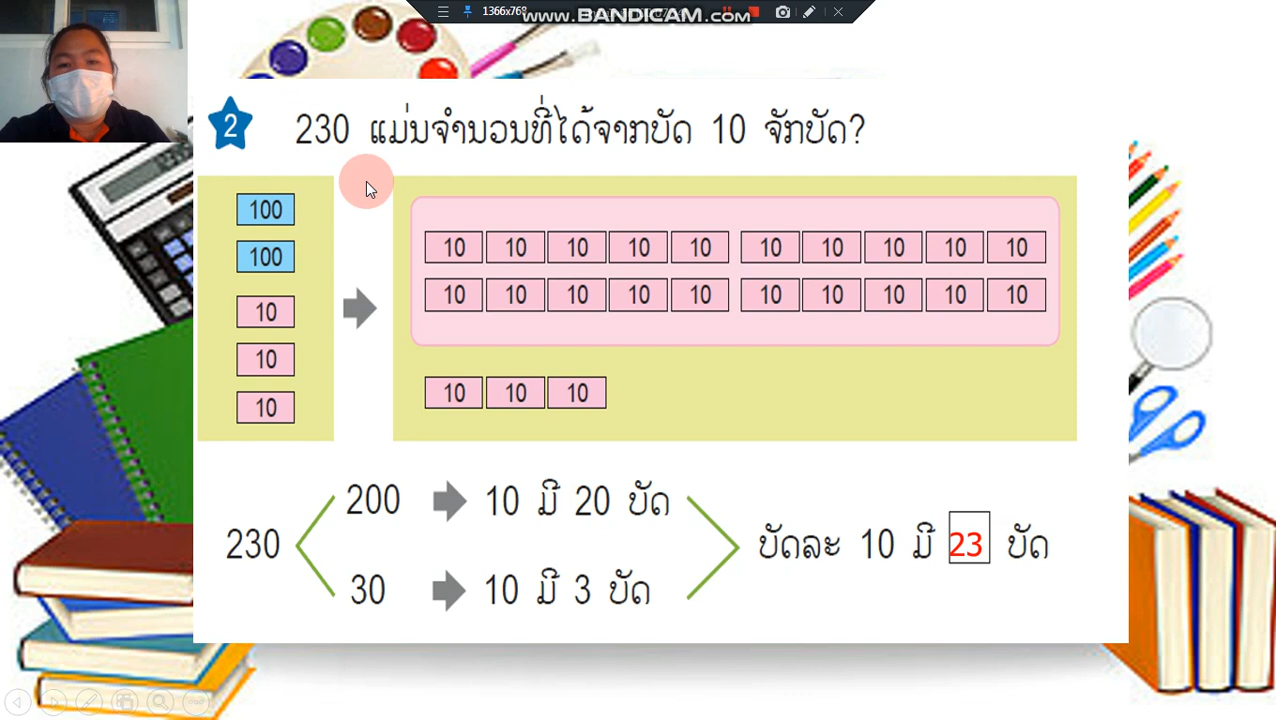 1366x768
www.BANDICAM.com
2 230 ແມ່ນຈຳນວນທີ່ໄດ້ຈາກບັດ 10 ຈັກບັດ?
100
100
10
10
10
10 10 10 10 10 10 10 10 10 10
10 10 10 10 10 10 10 10 10 10
10 10 10
200 10 ມີ 20 ບັດ
230
30 10 ມີ 3 ບັດ
ບັດລະ 10 ມີ 23 ບັດ